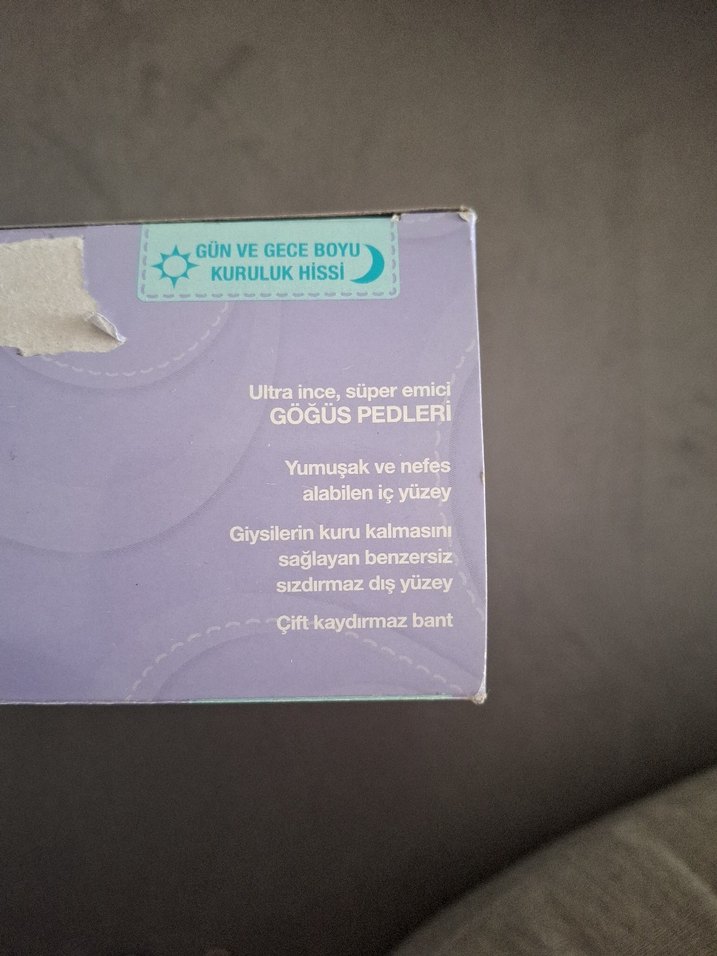 GÜN VE GECE BOYU
KURULUK HİSSİ
Ultra ince, süper emici
GÖĞÜS PEDLERİ
Yumuşak ve nefes
alabilen iç yüzey
Giysilerin kuru kalmasını
sağlayan benzersiz
sızdırmaz dış yüzey
Çift kaydırmaz bant